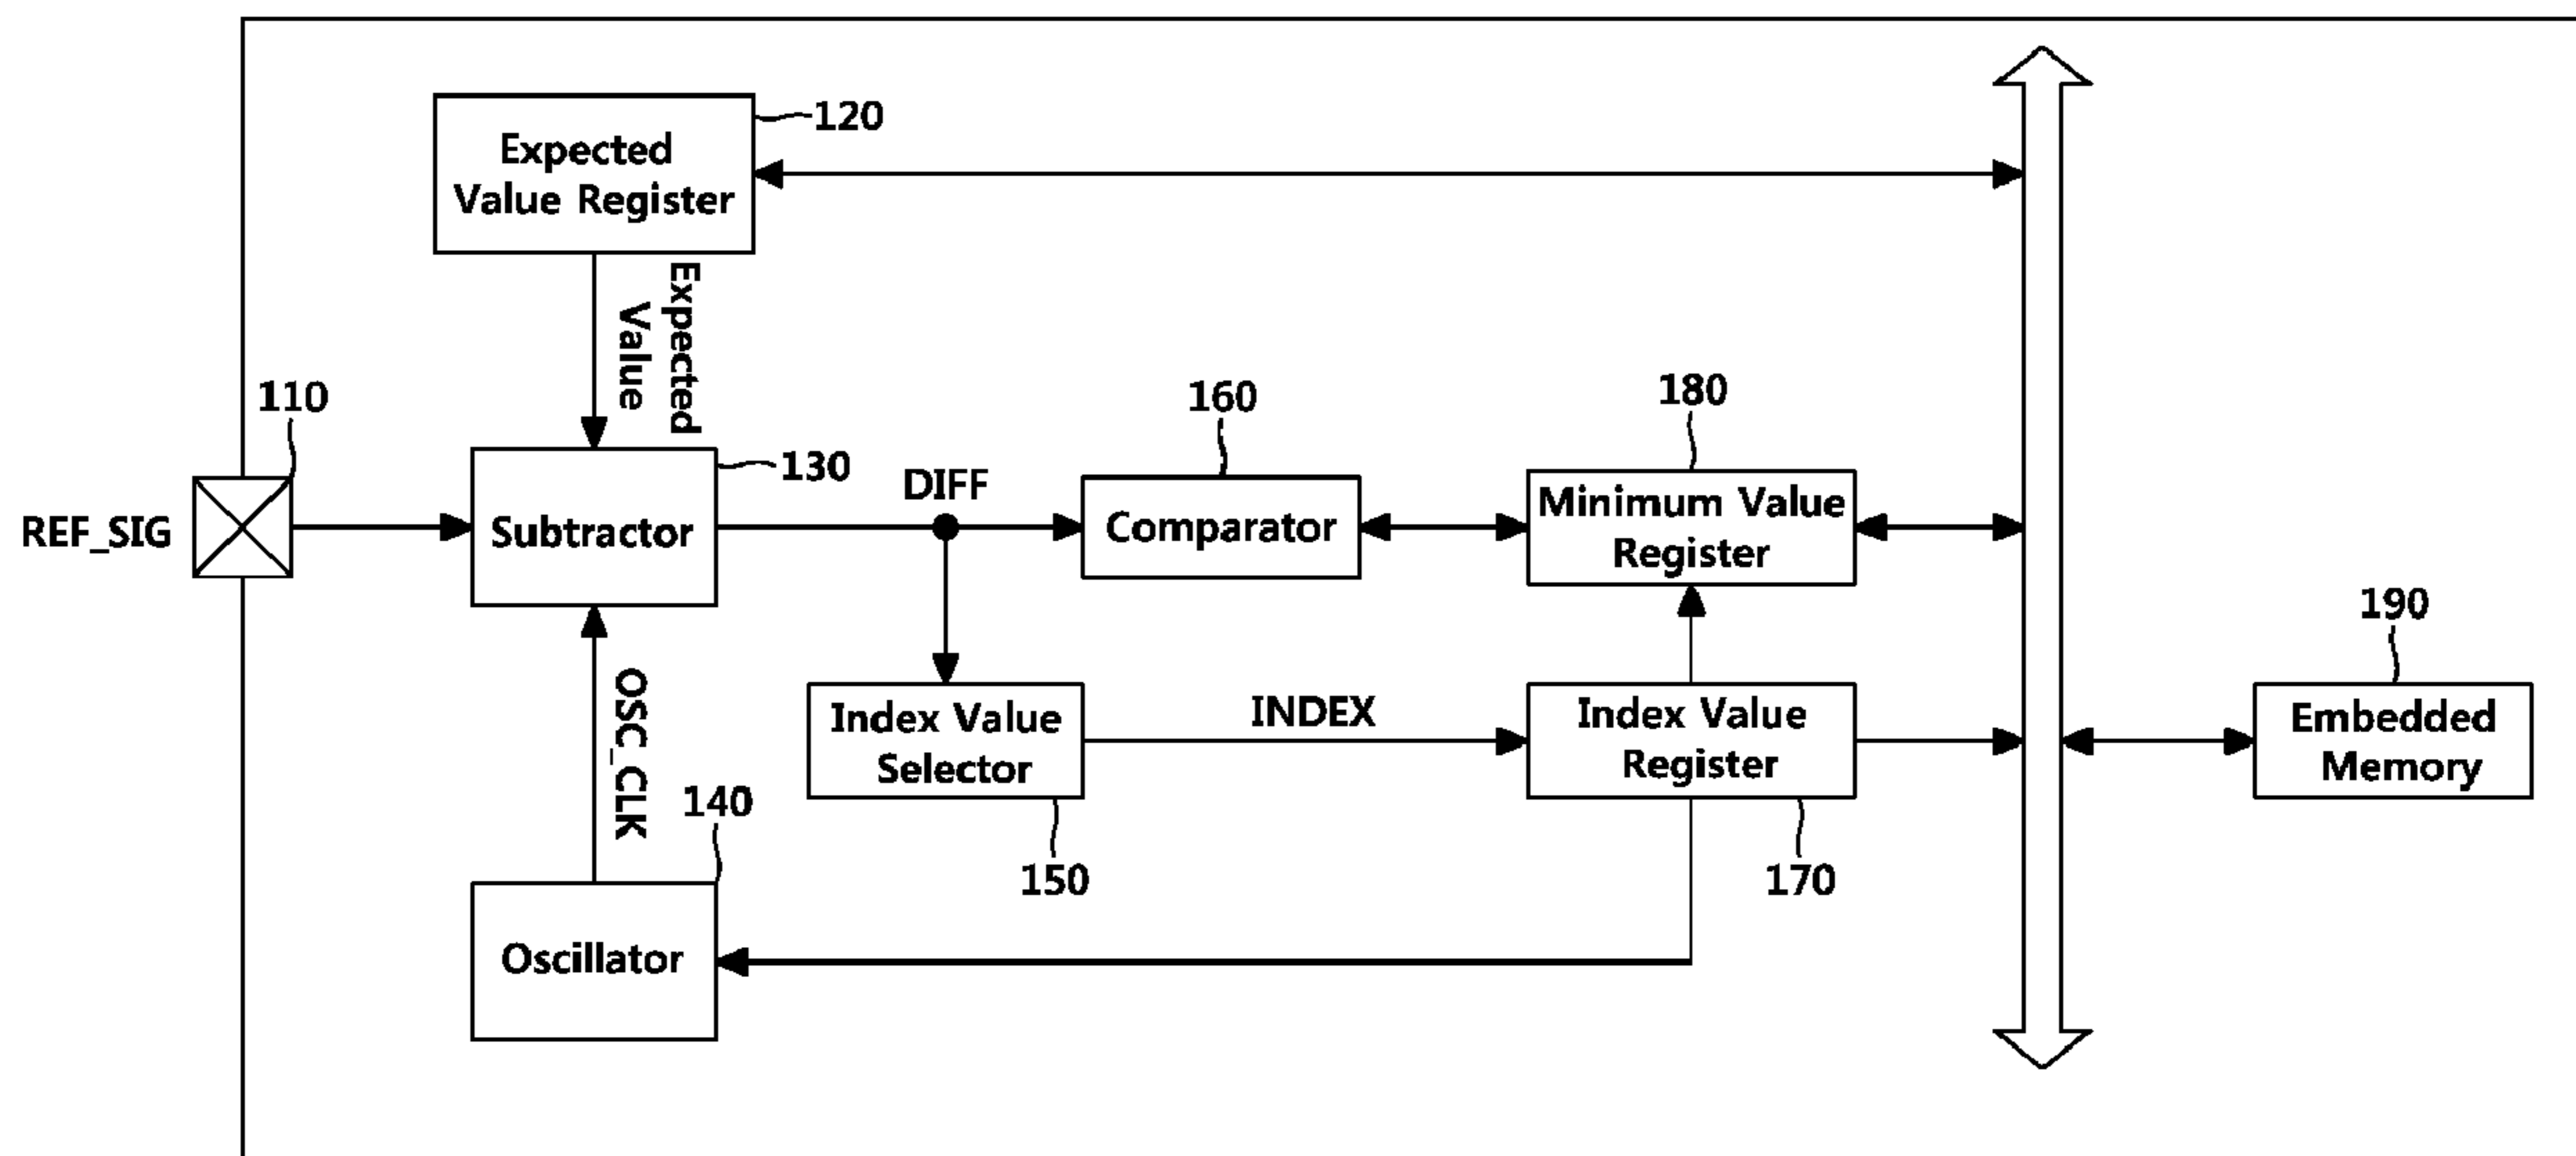 120
Expected
Value Register
Expected
Value
110
160
180
REF_SIG
130
Subtractor
DIFF
Comparator
Minimum Value
Register
190
OSC_CLK
Index Value
Selector
INDEX
Index Value
Register
Embedded
Memory
140
150
170
Oscillator